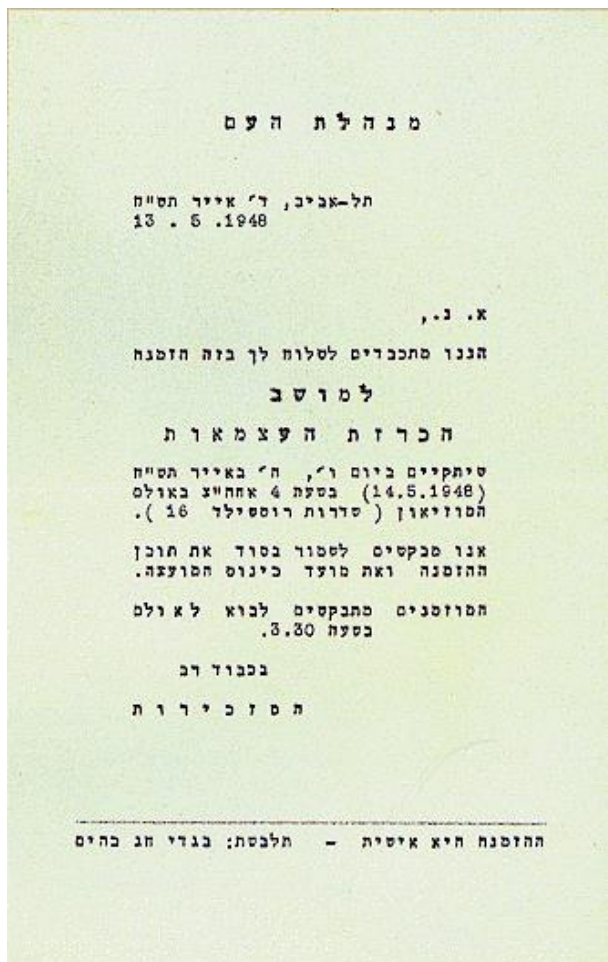 מנהלת העם
תל-אביב, ד' אייר תש"ח
13 . 5 .1948
א. נ.,
הננו מתכבדים לשלוח לך בזה הזמנה
למושב
הכרזת העצמאות
שיתקיים ביום ו', ה' באייר תש"ח
(14.5.1948) בשעה 4 אחה"צ באולם
המוזיאון ( שדרות רוטשילד 16 ).
אנו מבקשים לשמור בסוד את תוכן
ההזמנה ואת מועד כינוס המועצה.
המוזמנים מתבקשים לבוא לאולם
בשעה 3.30.
בכבוד רב
המזכירות
ההזמנה היא אישית - תלבשת: בגדי חג כהים